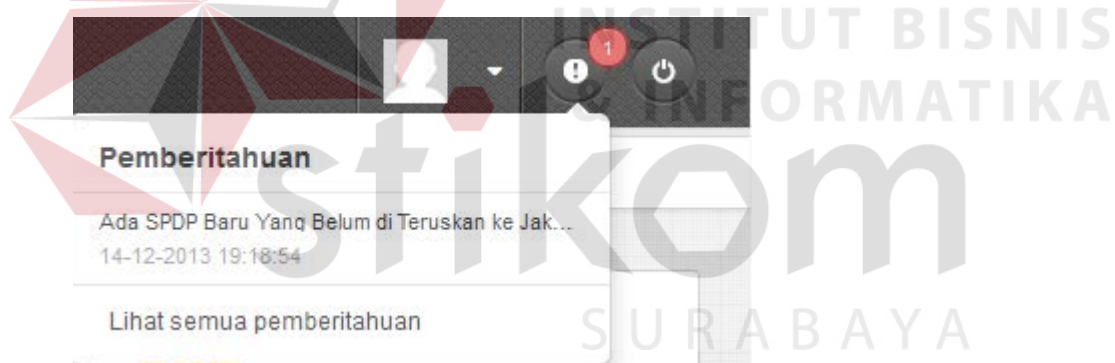 INSTITUT BISNIS
& INFORMATIKA
stikom
SURABAYA
1
Pemberitahuan
Ada SPDP Baru Yang Belum di Teruskan ke Jak...
14-12-2013 19:18:54
Lihat semua pemberitahuan